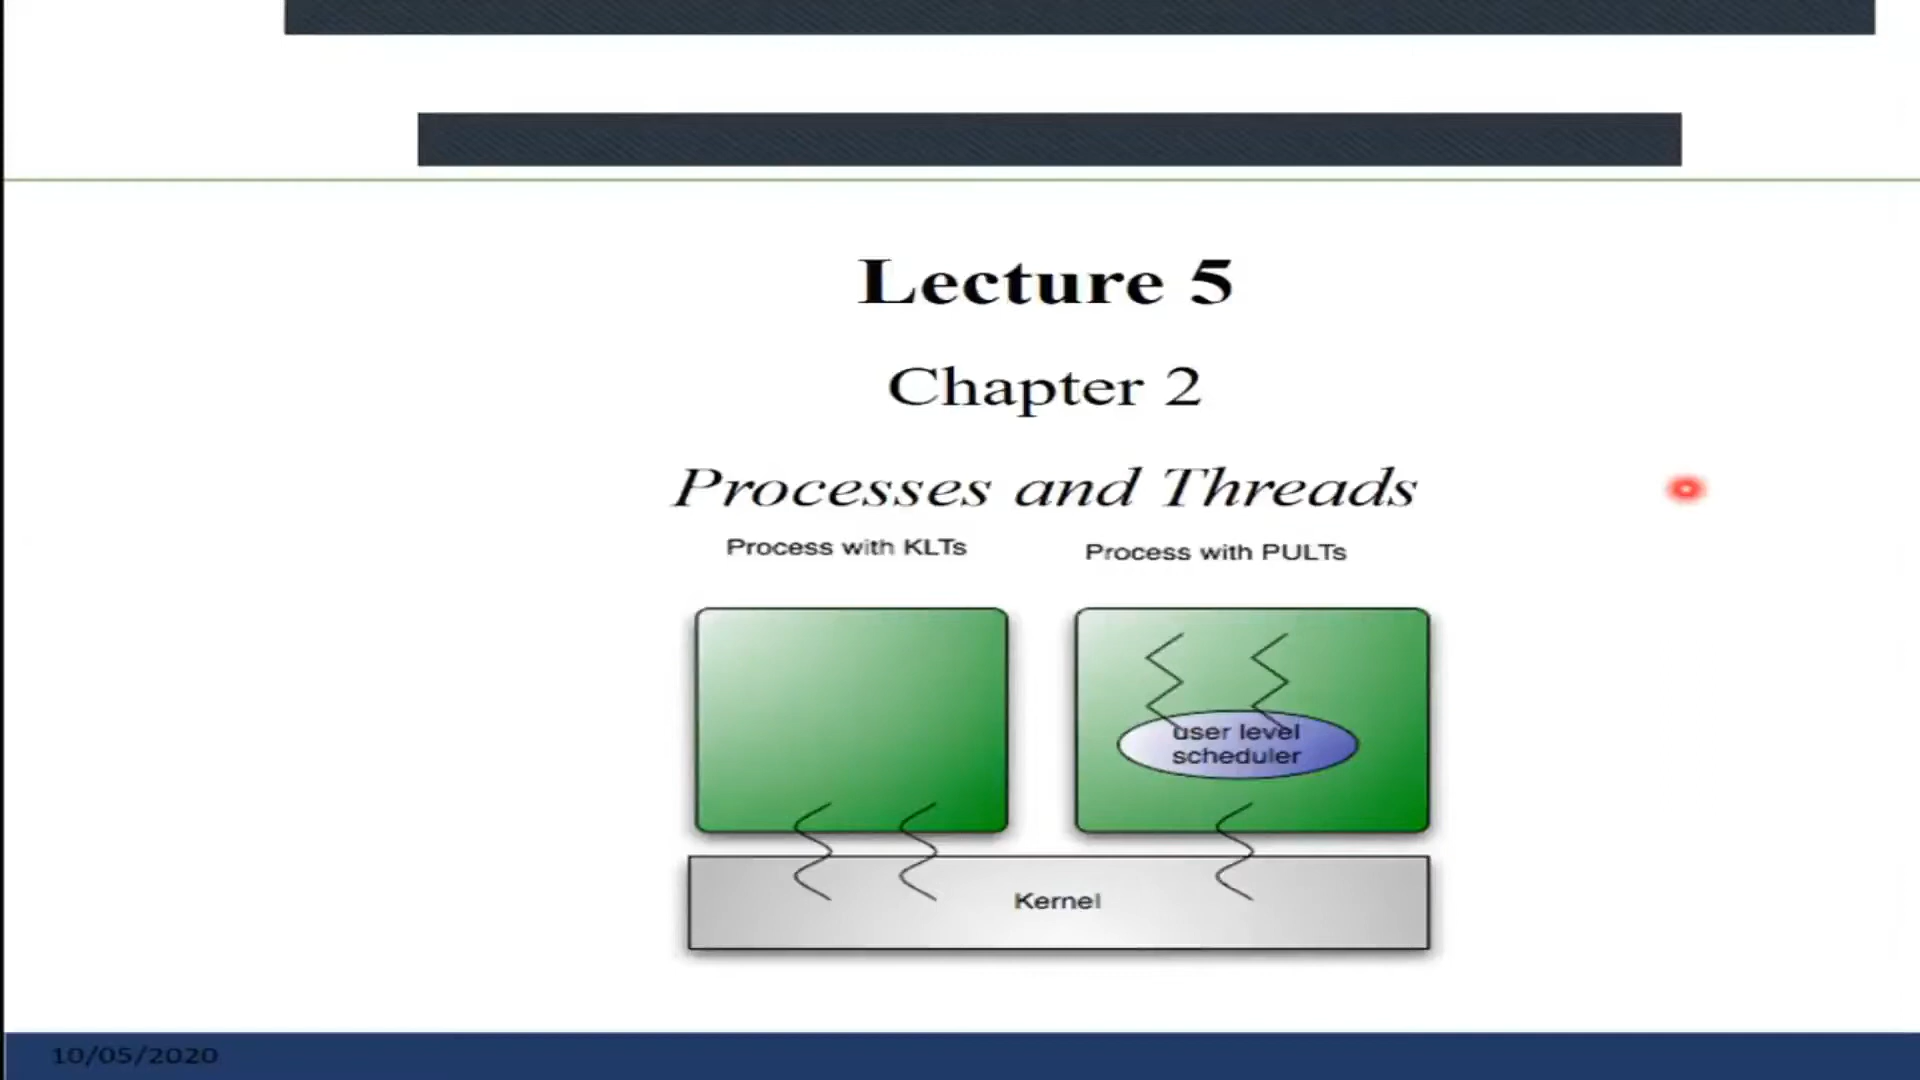 Lecture 5
Chapter 2
Processes and Threads
Process with KLTs
Process with PULTs
user level
scheduler
Kernel
10/05/2020